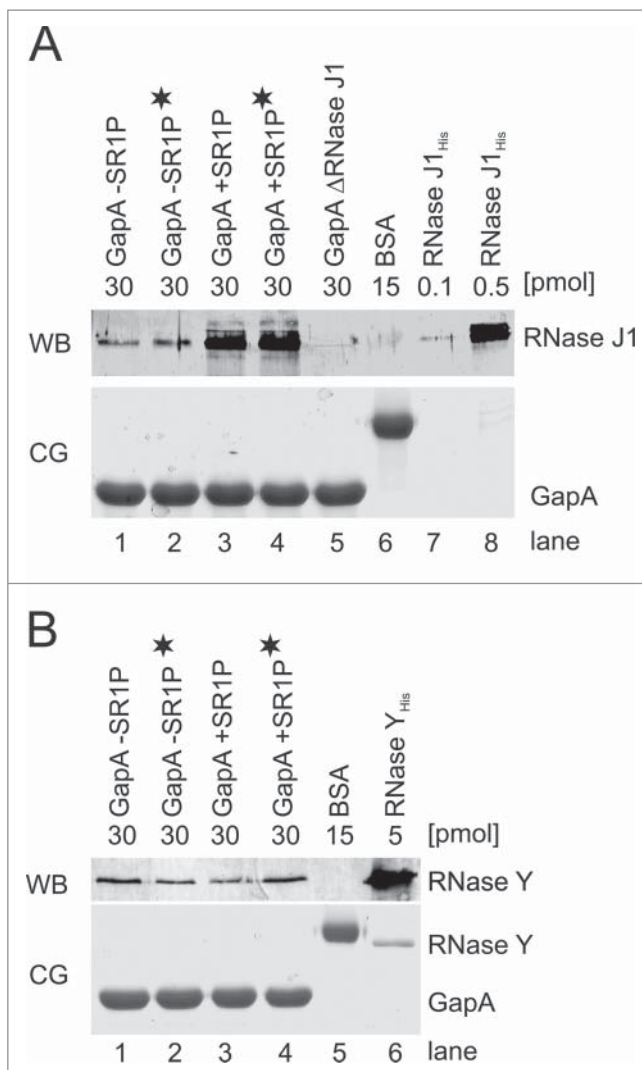 A
GapA -SR1P
★ GapA -SR1P
GapA +SR1P
★ GapA +SR1P
GapA ΔRNase J1
BSA
RNase J1His
RNase J1His
30 30 30 30 30 15 0.1 0.5 [pmol]
WB RNase J1
CG
GapA
1 2 3 4 5 6 7 8 lane
B
GapA -SR1P
★ GapA -SR1P
GapA +SR1P
★ GapA +SR1P
BSA
RNase YHis
30 30 30 30 15 5 [pmol]
WB RNase Y
RNase Y
CG
GapA
1 2 3 4 5 6 lane